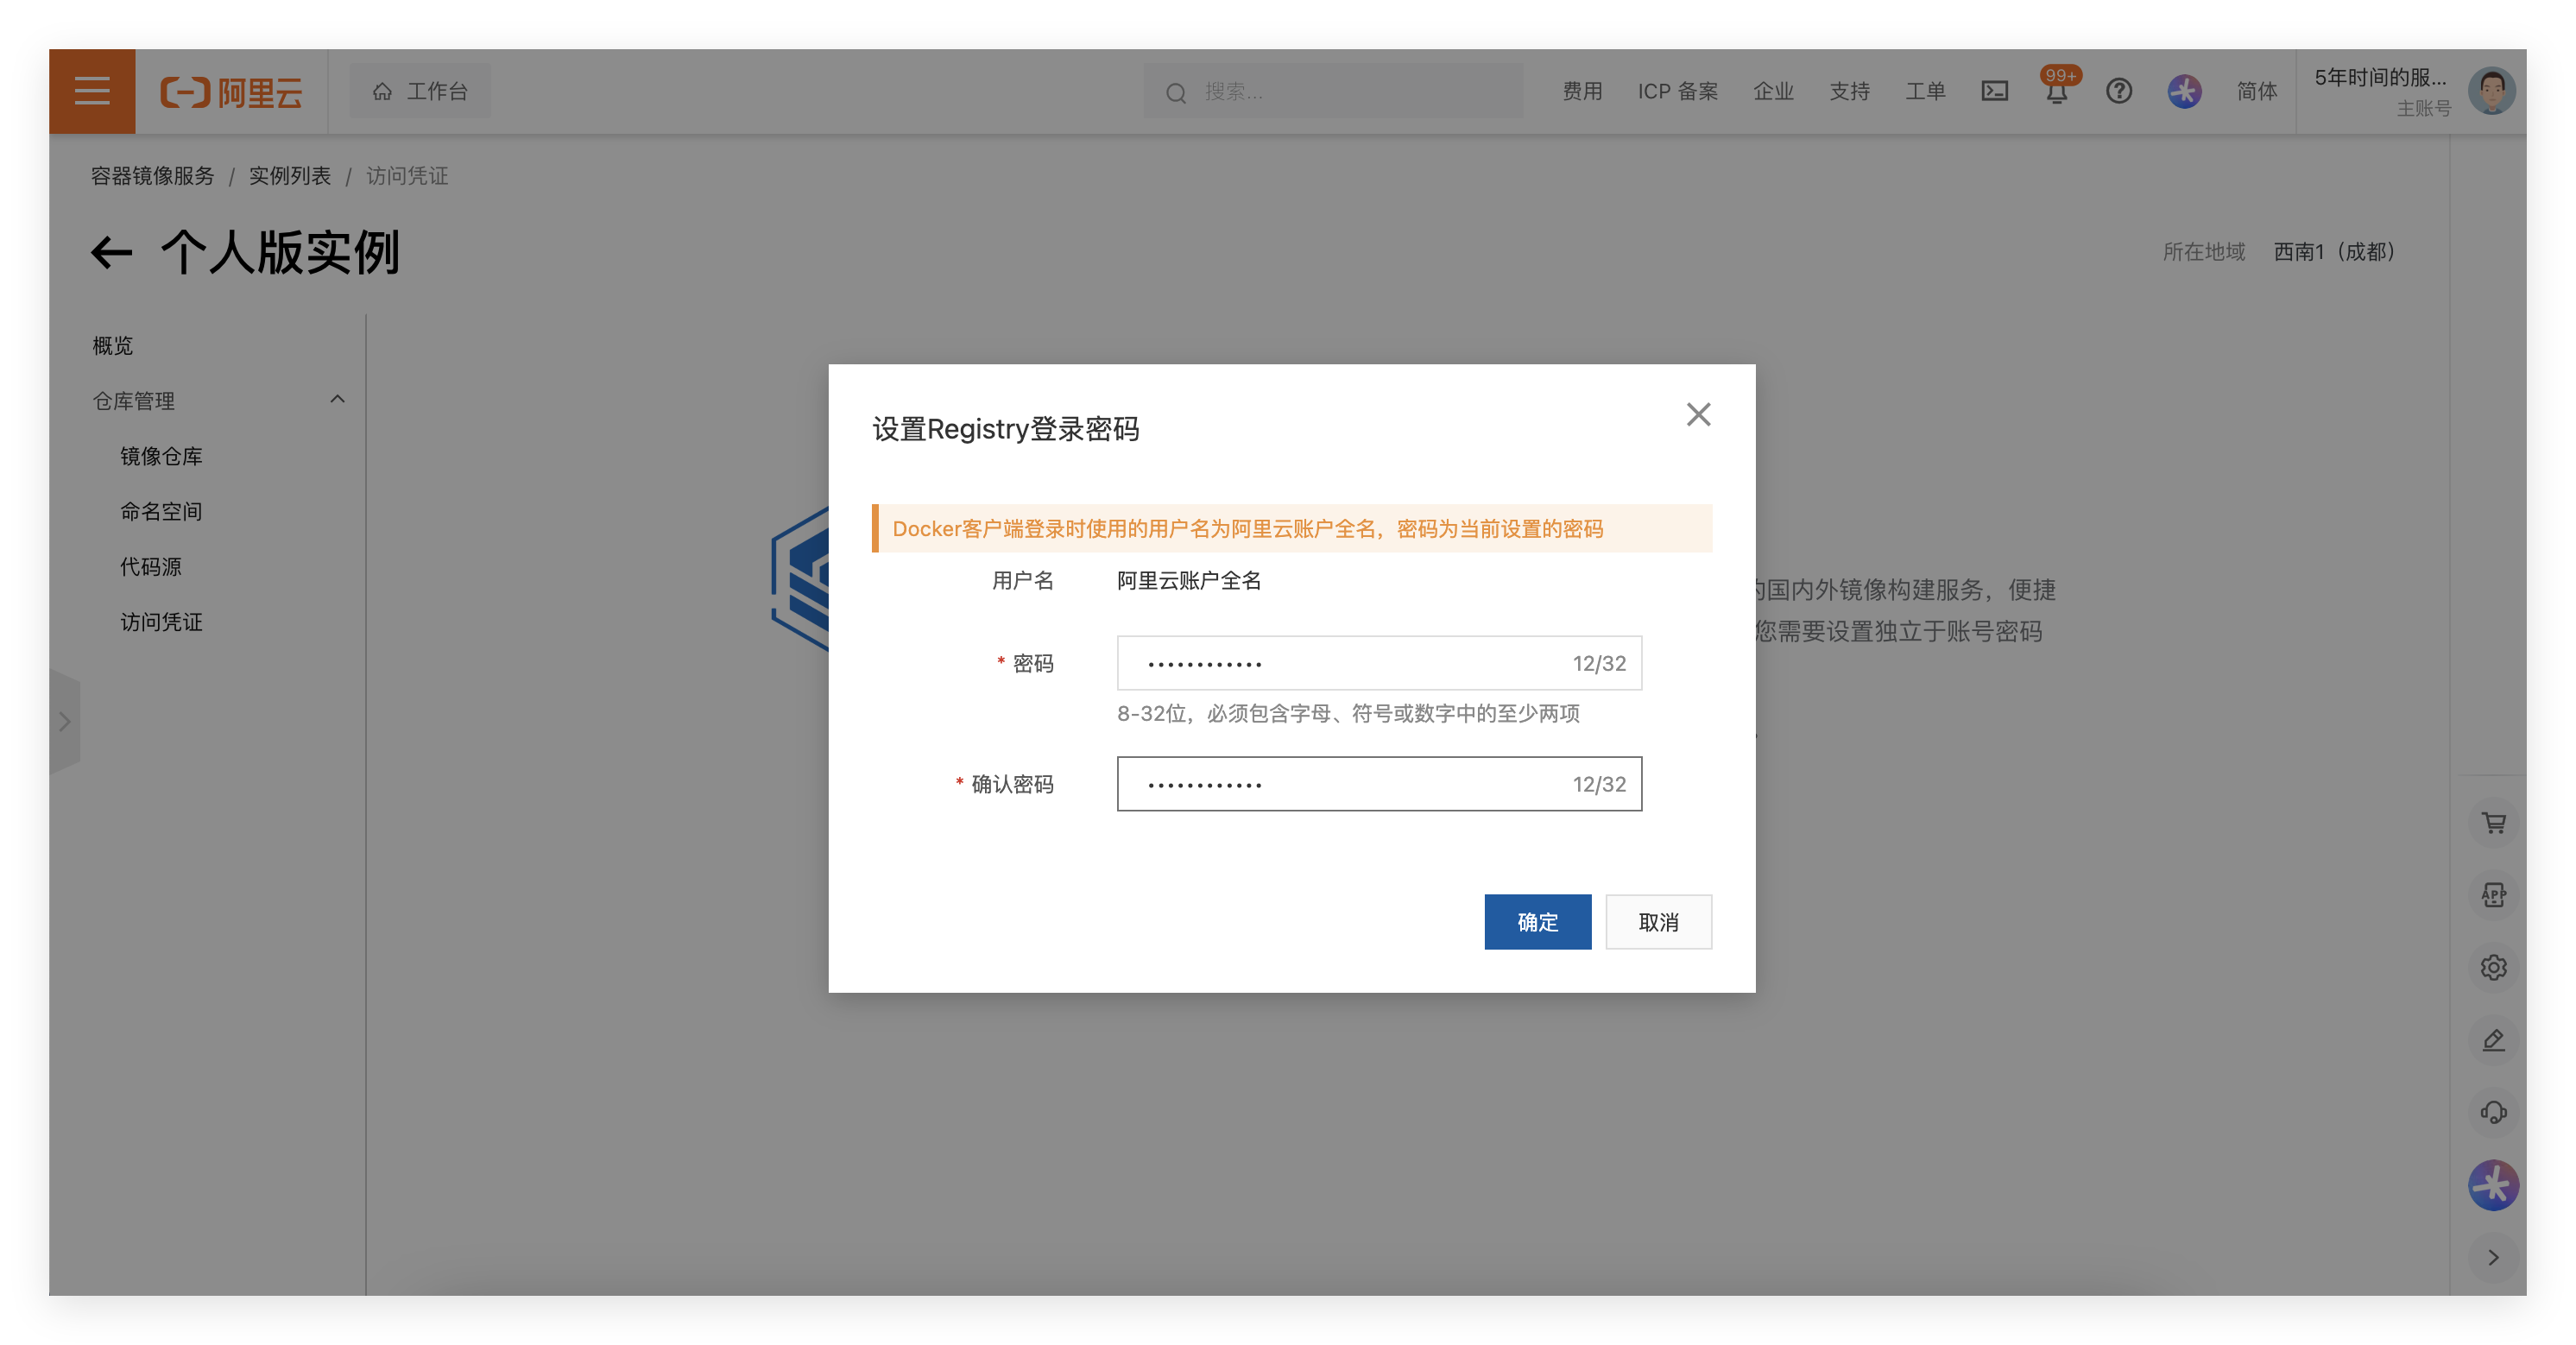 阿里云
工作台
搜索...
费用
ICP 备案
企业
支持
工单
99+
简体
5年时间的服...
主账号
容器镜像服务 / 实例列表 / 访问凭证
个人版实例
所在地域 西南1（成都）
概览
仓库管理
镜像仓库
命名空间
代码源
访问凭证
国内外镜像构建服务，便捷
您需要设置独立于账号密码
设置Registry登录密码
Docker客户端登录时使用的用户名为阿里云账户全名，密码为当前设置的密码
用户名 阿里云账户全名
* 密码 •••••••••••• 12/32
8-32位，必须包含字母、符号或数字中的至少两项
* 确认密码 •••••••••••• 12/32
确定 取消
APP